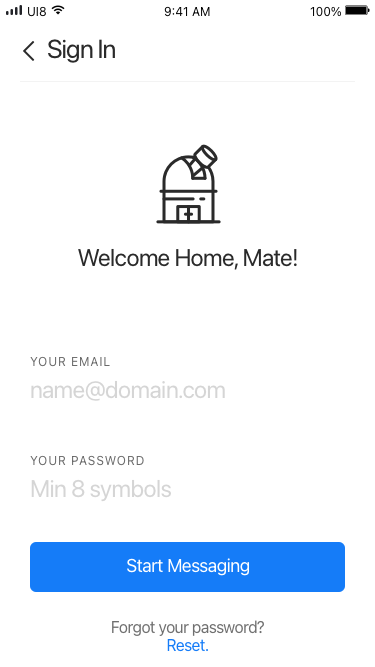 UI8 9:41 AM 100%
Sign In
Welcome Home, Mate!
YOUR EMAIL
name@domain.com
YOUR PASSWORD
Min 8 symbols
Start Messaging
Forgot your password?
Reset.